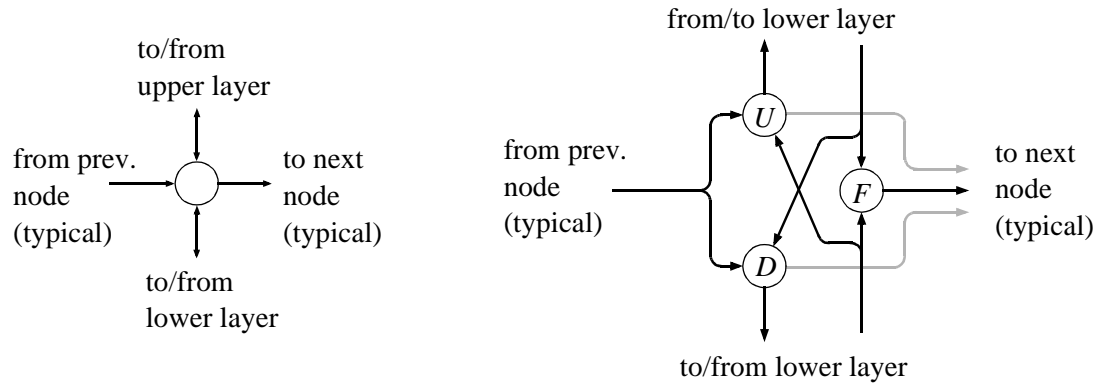 to/from
upper layer
from prev.
node
(typical)
to next
node
(typical)
to/from
lower layer
from/to lower layer
U
from prev.
node
(typical)
F
to next
node
(typical)
D
to/from lower layer